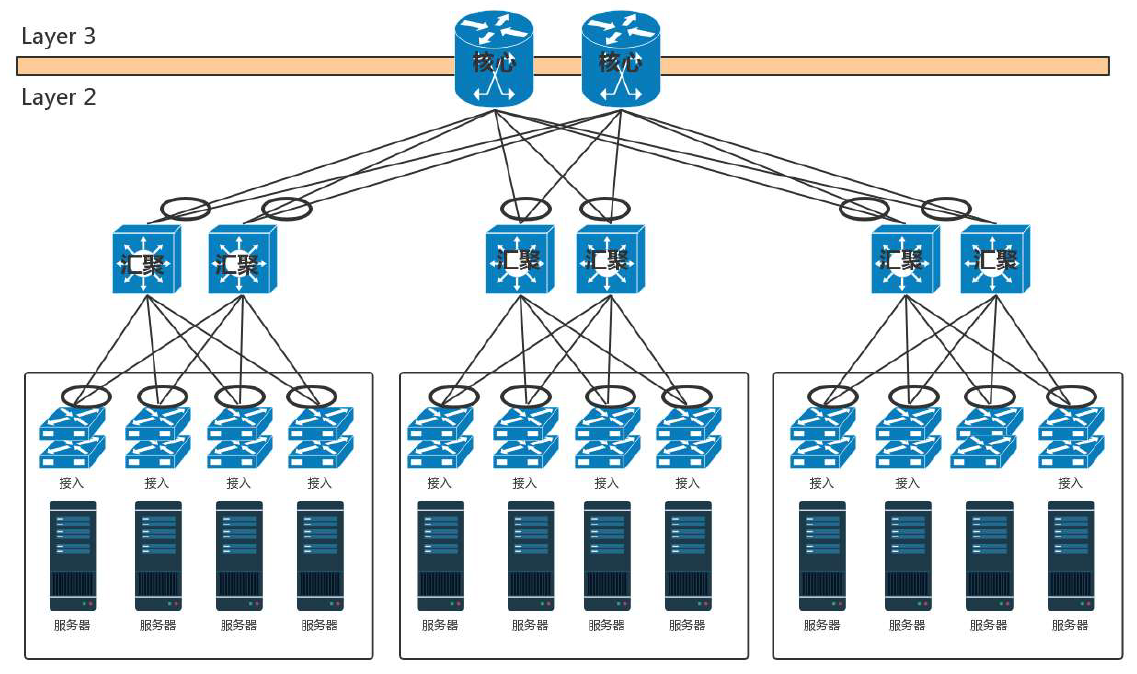 Layer 3
核心 核心
Layer 2
汇聚 汇聚 汇聚 汇聚 汇聚 汇聚
接入 接入 接入 接入 接入 接入 接入 接入 接入 接入 接入
服务器 服务器 服务器 服务器 服务器 服务器 服务器 服务器 服务器 服务器 服务器 服务器